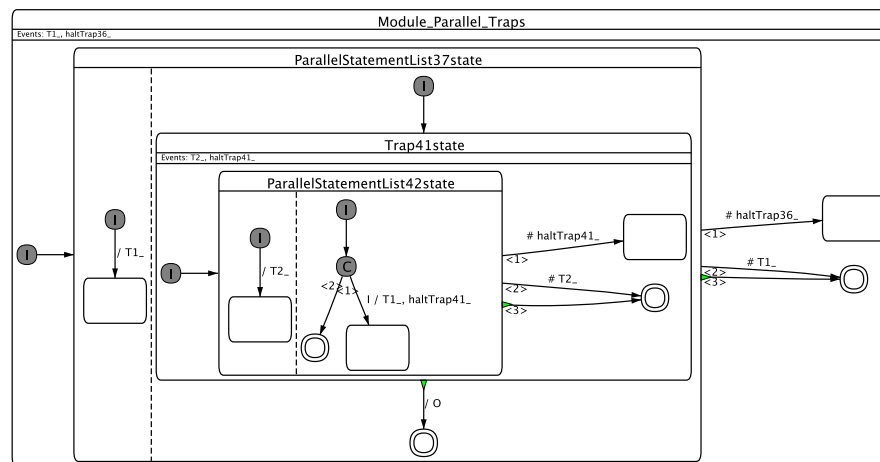 Module_Parallel_Traps
Events: T1_, haltTrap36_
ParallelStatementList37state
I
Trap41state
Events: T2_, haltTrap41_
ParallelStatementList42state
I
I
/ T1_
I
/ T2_
I
I
C
<2>
<1>
I / T1_, haltTrap41_
# haltTrap41_
<1>
# T2_
<2>
<3>
# haltTrap36_
<1>
# T1_
<2>
<3>
/ O